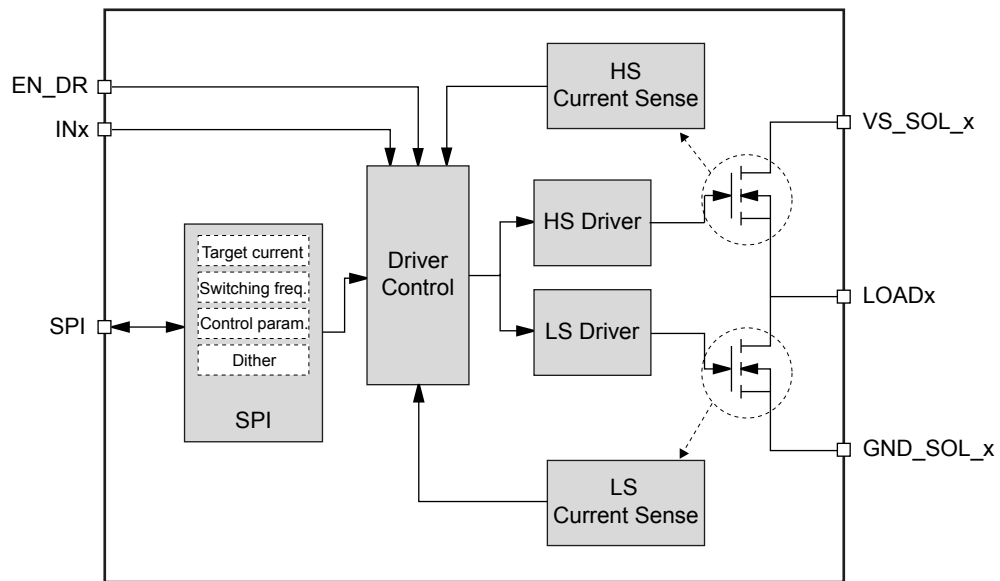 HS
Current Sense
EN_DR
INx
VS_SOL_x
HS Driver
Driver
Control
Target current
Switching freq.
Control param.
Dither
SPI
SPI
LOADx
LS Driver
GND_SOL_x
LS
Current Sense